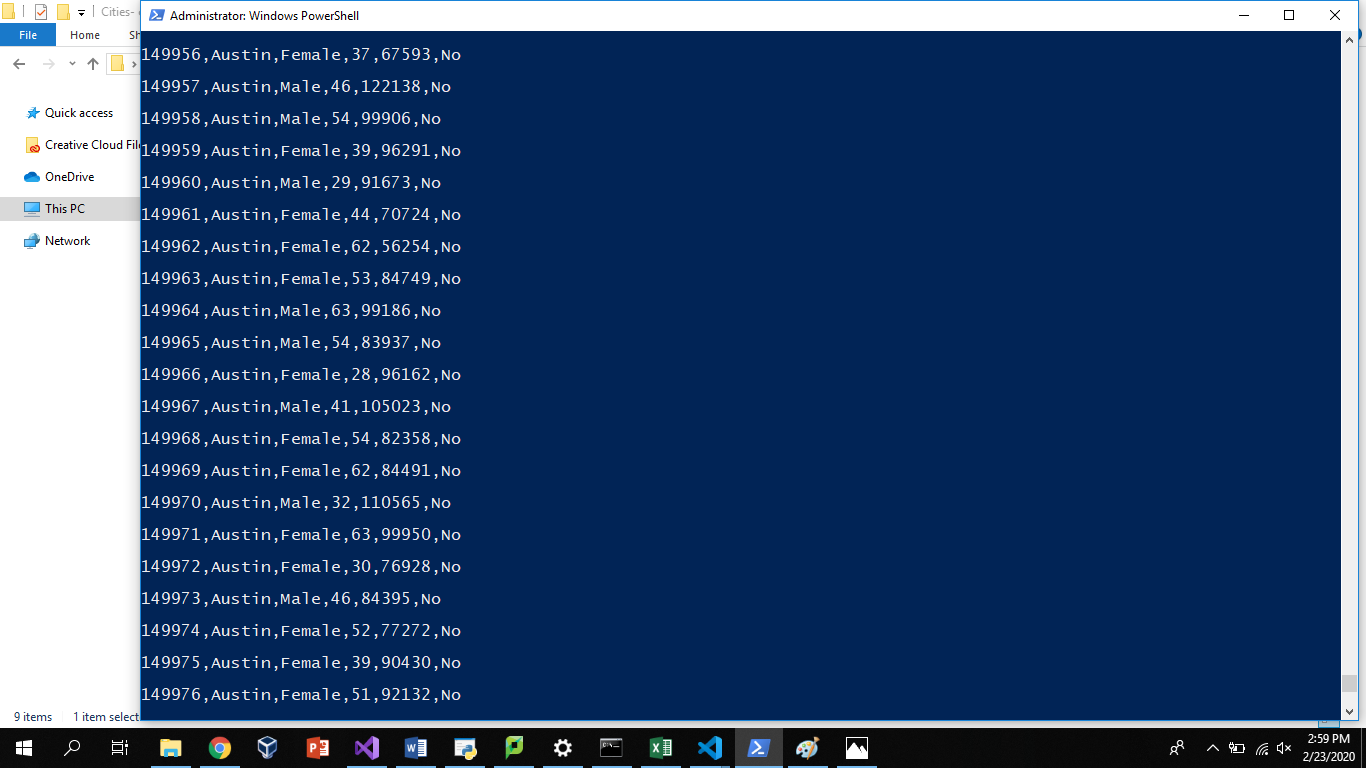 Cities-
Administrator: Windows PowerShell
File
Home
Quick access
Creative Cloud Fil
OneDrive
This PC
Network
149956,Austin,Female,37,67593,No
149957,Austin,Male,46,122138,No
149958,Austin,Male,54,99906,No
149959,Austin,Female,39,96291,No
149960,Austin,Male,29,91673,No
149961,Austin,Female,44,70724,No
149962,Austin,Female,62,56254,No
149963,Austin,Female,53,84749,No
149964,Austin,Male,63,99186,No
149965,Austin,Male,54,83937,No
149966,Austin,Female,28,96162,No
149967,Austin,Male,41,105023,No
149968,Austin,Female,54,82358,No
149969,Austin,Female,62,84491,No
149970,Austin,Male,32,110565,No
149971,Austin,Female,63,99950,No
149972,Austin,Female,30,76928,No
149973,Austin,Male,46,84395,No
149974,Austin,Female,52,77272,No
149975,Austin,Female,39,90430,No
149976,Austin,Female,51,92132,No
9 items 1 item select
2:59 PM
2/23/2020